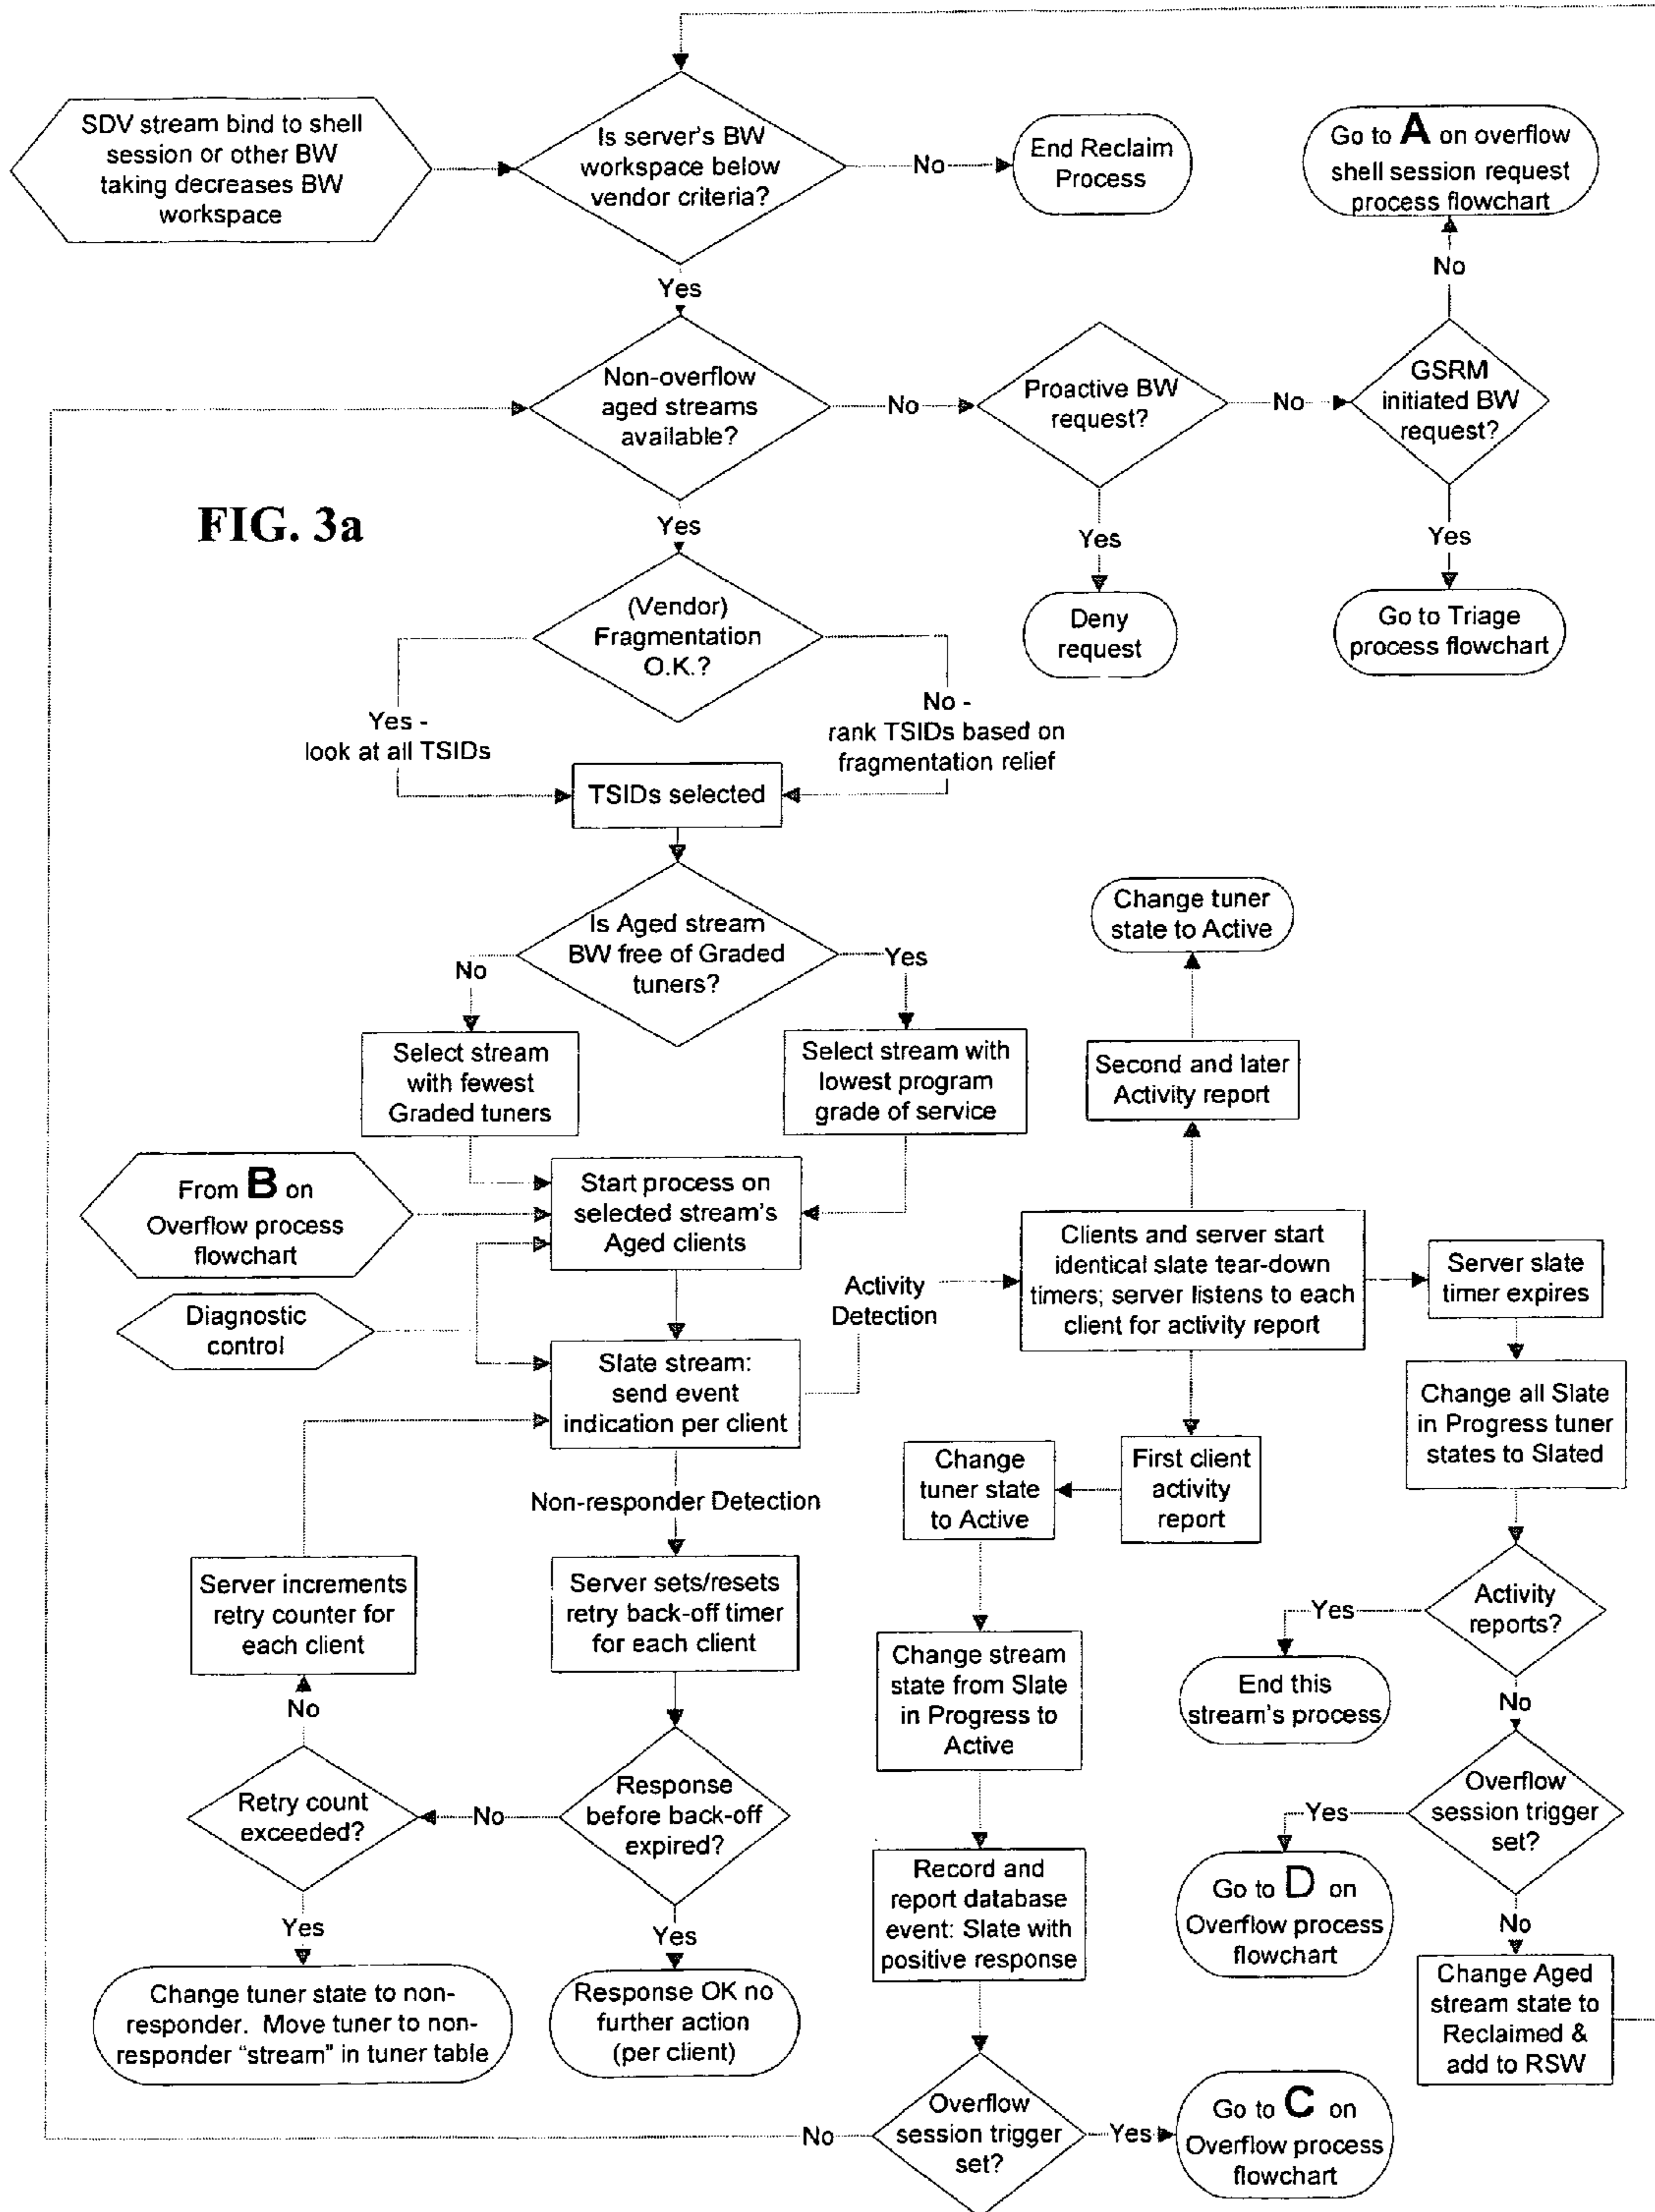 SDV stream bind to shell
session or other BW
taking decreases BW
workspace
Is server's BW
workspace below
vendor criteria?
No
End Reclaim
Process
Go to A on overflow
shell session request
process flowchart
No
Yes
Non-overflow
aged streams
available?
No
Proactive BW
request?
No
GSRM
initiated BW
request?
FIG. 3a
Yes
Yes
Yes
Deny
request
Go to Triage
process flowchart
(Vendor)
Fragmentation
O.K.?
Yes -
look at all TSIDs
No -
rank TSIDs based on
fragmentation relief
TSIDs selected
Is Aged stream
BW free of Graded
tuners?
No
Yes
Change tuner
state to Active
Select stream
with fewest
Graded tuners
Select stream with
lowest program
grade of service
Second and later
Activity report
From B on
Overflow process
flowchart
Start process on
selected stream's
Aged clients
Diagnostic
control
Activity
Detection
Clients and server start
identical slate tear-down
timers; server listens to each
client for activity report
Server slate
timer expires
Slate stream:
send event
indication per client
Change all Slate
in Progress tuner
states to Slated
Change
tuner state
to Active
First client
activity
report
Non-responder Detection
Server increments
retry counter for
each client
Server sets/resets
retry back-off timer
for each client
Activity
reports?
Yes
Change stream
state from Slate
in Progress to
Active
End this
stream's process
No
No
Retry count
exceeded?
No
Response
before back-off
expired?
Overflow
session trigger
set?
Yes
Record and
report database
event: Slate with
positive response
Go to D on
Overflow process
flowchart
No
Yes
Yes
Change tuner state to non-
responder. Move tuner to non-
responder "stream" in tuner table
Response OK no
further action
(per client)
Change Aged
stream state to
Reclaimed &
add to RSW
No
Overflow
session trigger
set?
Yes
Go to C on
Overflow process
flowchart